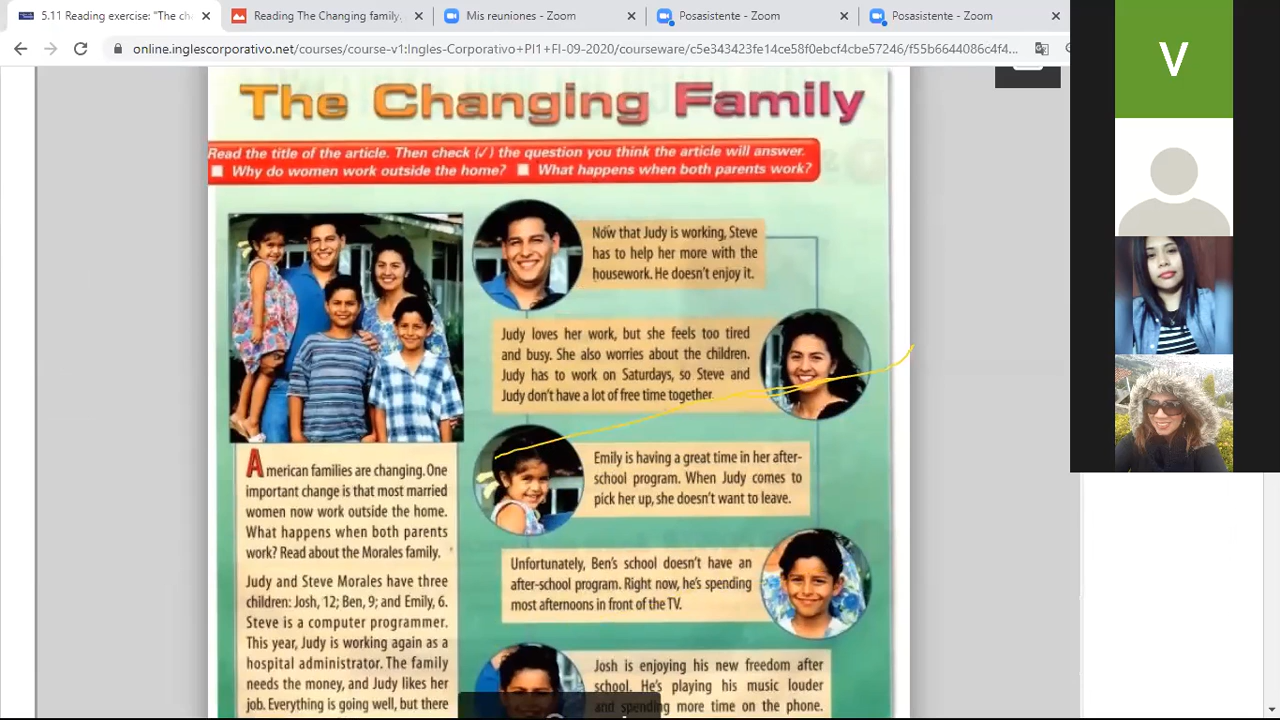 5.11 Reading exercise: "The ch
Reading The Changing family.
Mis reuniones - Zoom
Posasistente - Zoom
Posasistente - Zoom
online.inglescorporativo.net/courses/course-v1:Ingles-Corporativo+PI1+FI-09-2020/courseware/c5e343423fe14ce58f0ebcf4cbe57246/f55b6644086c4f4...
V
The Changing Family
Read the title of the article. Then check (✓) the question you think the article will answer.
Why do women work outside the home? What happens when both parents work?
American families are changing. One
important change is that most married
women now work outside the home.
What happens when both parents
work? Read about the Morales family.
Judy and Steve Morales have three
children: Josh, 12; Ben, 9; and Emily, 6.
Steve is a computer programmer.
This year, Judy is working again as a
hospital administrator. The family
needs the money, and Judy likes her
job. Everything is going well, but there
Now that Judy is working, Steve
has to help her more with the
housework. He doesn't enjoy it.
Judy loves her work, but she feels too tired
and busy. She also worries about the children.
Judy has to work on Saturdays, so Steve and
Judy don't have a lot of free time together.
Emily is having a great time in her after-
school program. When Judy comes to
pick her up, she doesn't want to leave.
Unfortunately, Ben's school doesn't have an
after-school program. Right now, he's spending
most afternoons in front of the TV.
Josh is enjoying his new freedom after
school. He's playing his music louder
and spending more time on the phone.